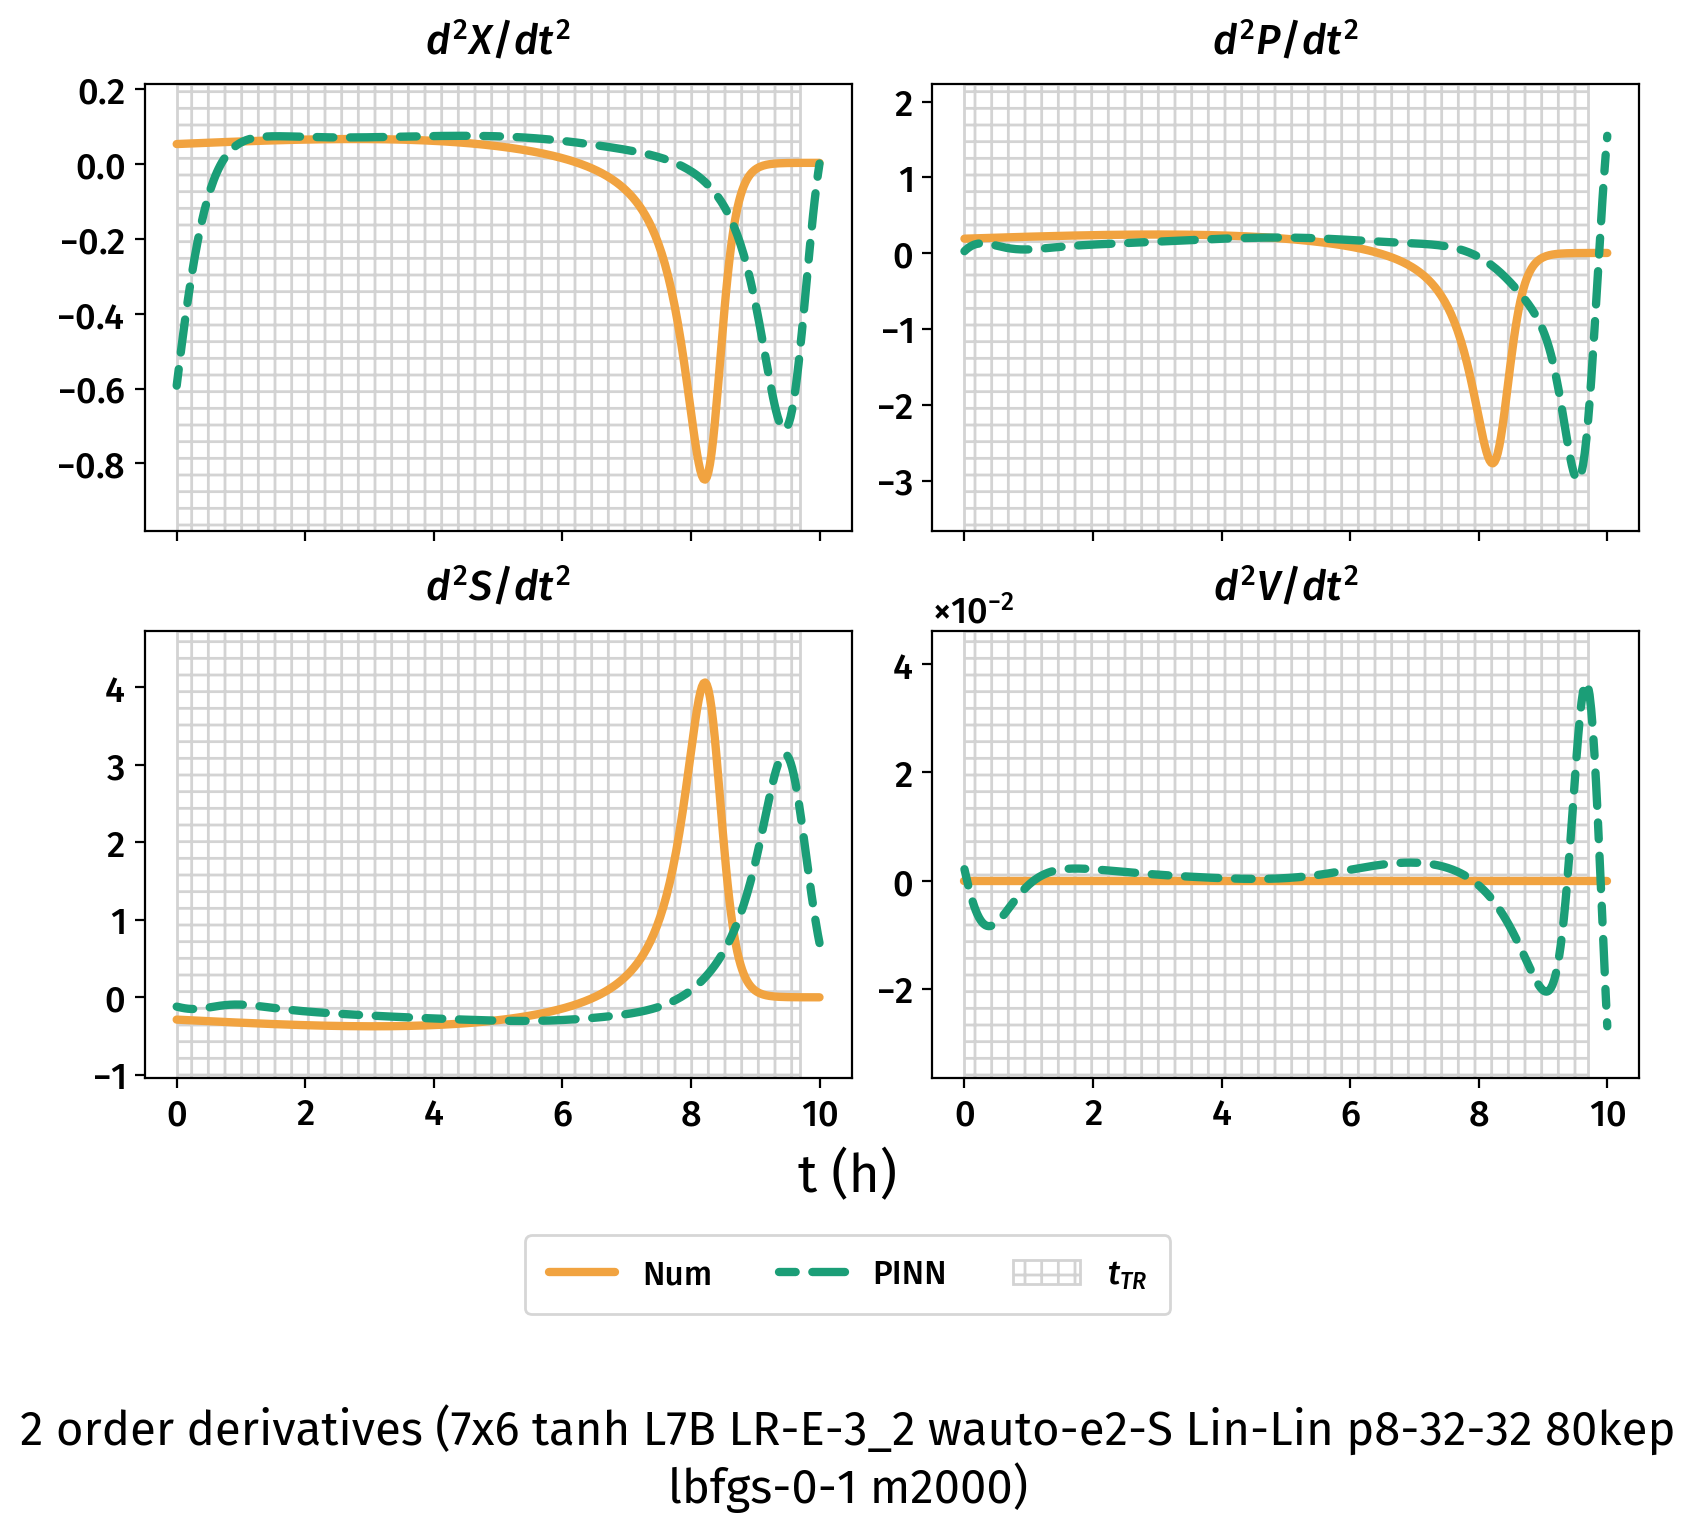 d²X/dt²
d²P/dt²
0.2
0.0
−0.2
−0.4
−0.6
−0.8
2
1
0
−1
−2
−3
d²S/dt²
d²V/dt²
×10⁻²
4
3
2
1
0
−1
4
2
0
−2
0 2 4 6 8 10
0 2 4 6 8 10
t (h)
Num PINN t_TR
2 order derivatives (7x6 tanh L7B LR-E-3_2 wauto-e2-S Lin-Lin p8-32-32 80kep
lbfgs-0-1 m2000)